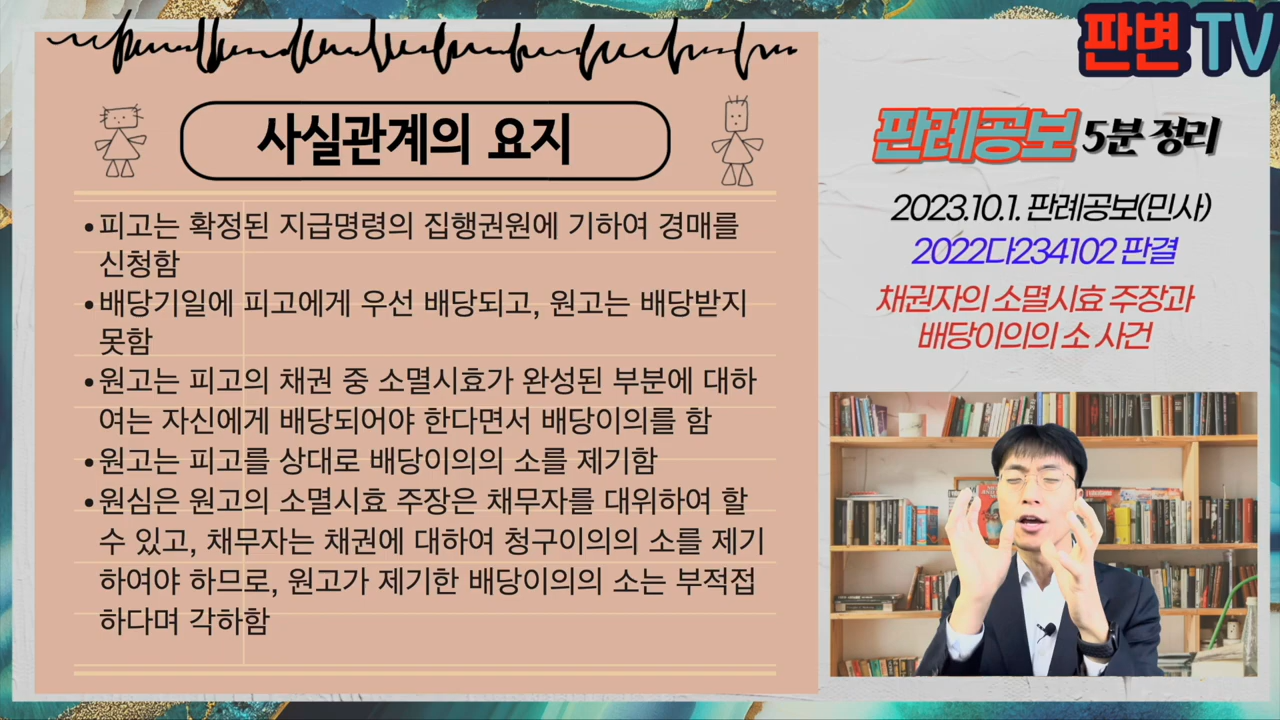 판변 TV
사실관계의 요지
•피고는 확정된 지급명령의 집행권원에 기하여 경매를
신청함
•배당기일에 피고에게 우선 배당되고, 원고는 배당받지
못함
•원고는 피고의 채권 중 소멸시효가 완성된 부분에 대하
여는 자신에게 배당되어야 한다면서 배당이의를 함
•원고는 피고를 상대로 배당이의의 소를 제기함
•원심은 원고의 소멸시효 주장은 채무자를 대위하여 할
수 있고, 채무자는 채권에 대하여 청구이의의 소를 제기
하여야 하므로, 원고가 제기한 배당이의의 소는 부적접
하다며 각하함
판례공보 5분 정리
2023.10.1. 판례공보(민사)
2022다234102 판결
채권자의 소멸시효 주장과
배당이의의 소 사건